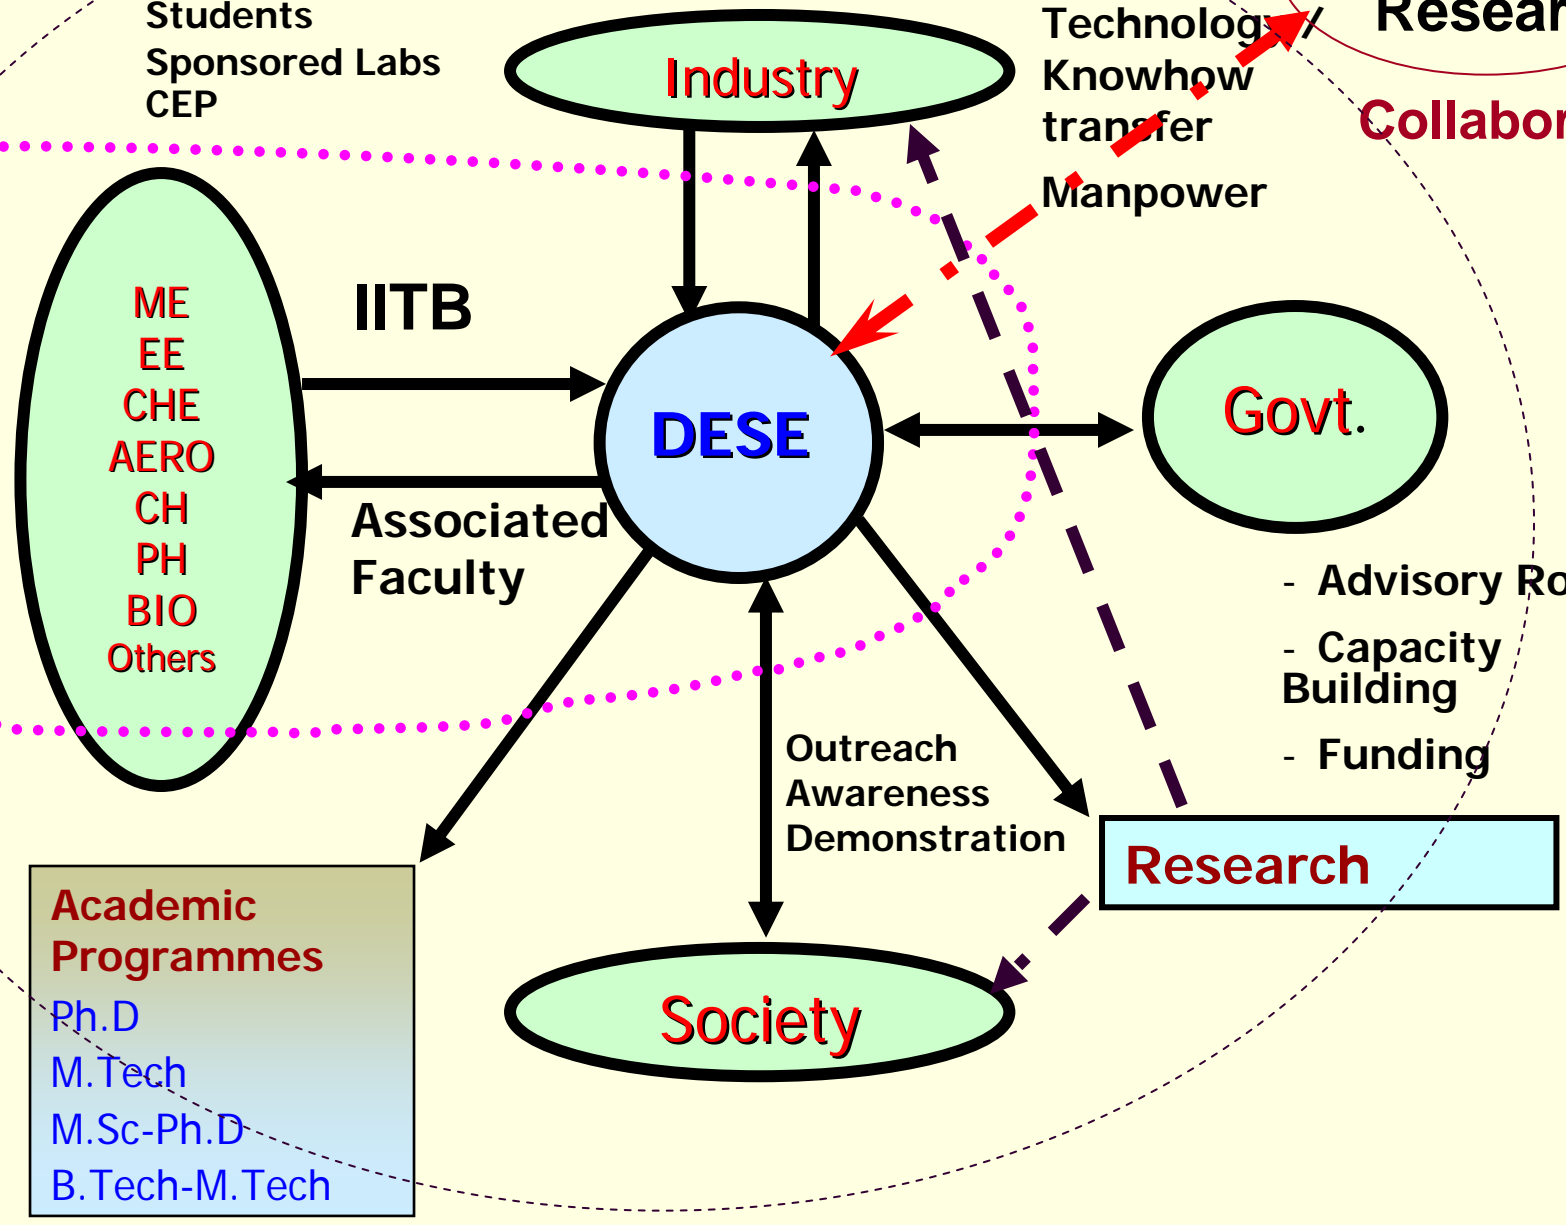 Students
Sponsored Labs
CEP
Industry
Technology /
Knowhow
transfer
Manpower
ME
EE
CHE
AERO
CH
PH
BIO
Others
IITB
DESE
Govt.
Associated
Faculty
- Advisory
- Capacity
Building
- Funding
Outreach
Awareness
Demonstration
Research
Academic
Programmes
Ph.D
M.Tech
M.Sc-Ph.D
B.Tech-M.Tech
Society